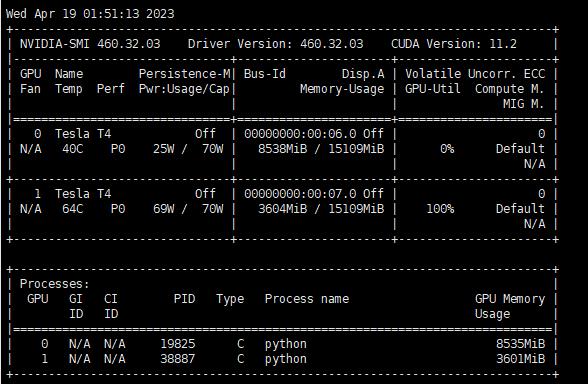 Wed Apr 19 01:51:13 2023
NVIDIA-SMI 460.32.03    Driver Version: 460.32.03    CUDA Version: 11.2
GPU  Name        Persistence-M| Bus-Id        Disp.A | Volatile Uncorr. ECC
Fan  Temp  Perf  Pwr:Usage/Cap|         Memory-Usage | GPU-Util  Compute M.
MIG M.
0  Tesla T4            Off  | 00000000:00:06.0 Off |                    0
N/A   40C    P0    25W /  70W |   8538MiB / 15109MiB |      0%      Default
N/A
1  Tesla T4            Off  | 00000000:00:07.0 Off |                    0
N/A   64C    P0    69W /  70W |   3604MiB / 15109MiB |    100%      Default
N/A
Processes:
GPU   GI   CI        PID   Type   Process name                  GPU Memory
ID   ID                                                   Usage
0   N/A  N/A     19825      C   python                           8535MiB
1   N/A  N/A     38887      C   python                           3601MiB